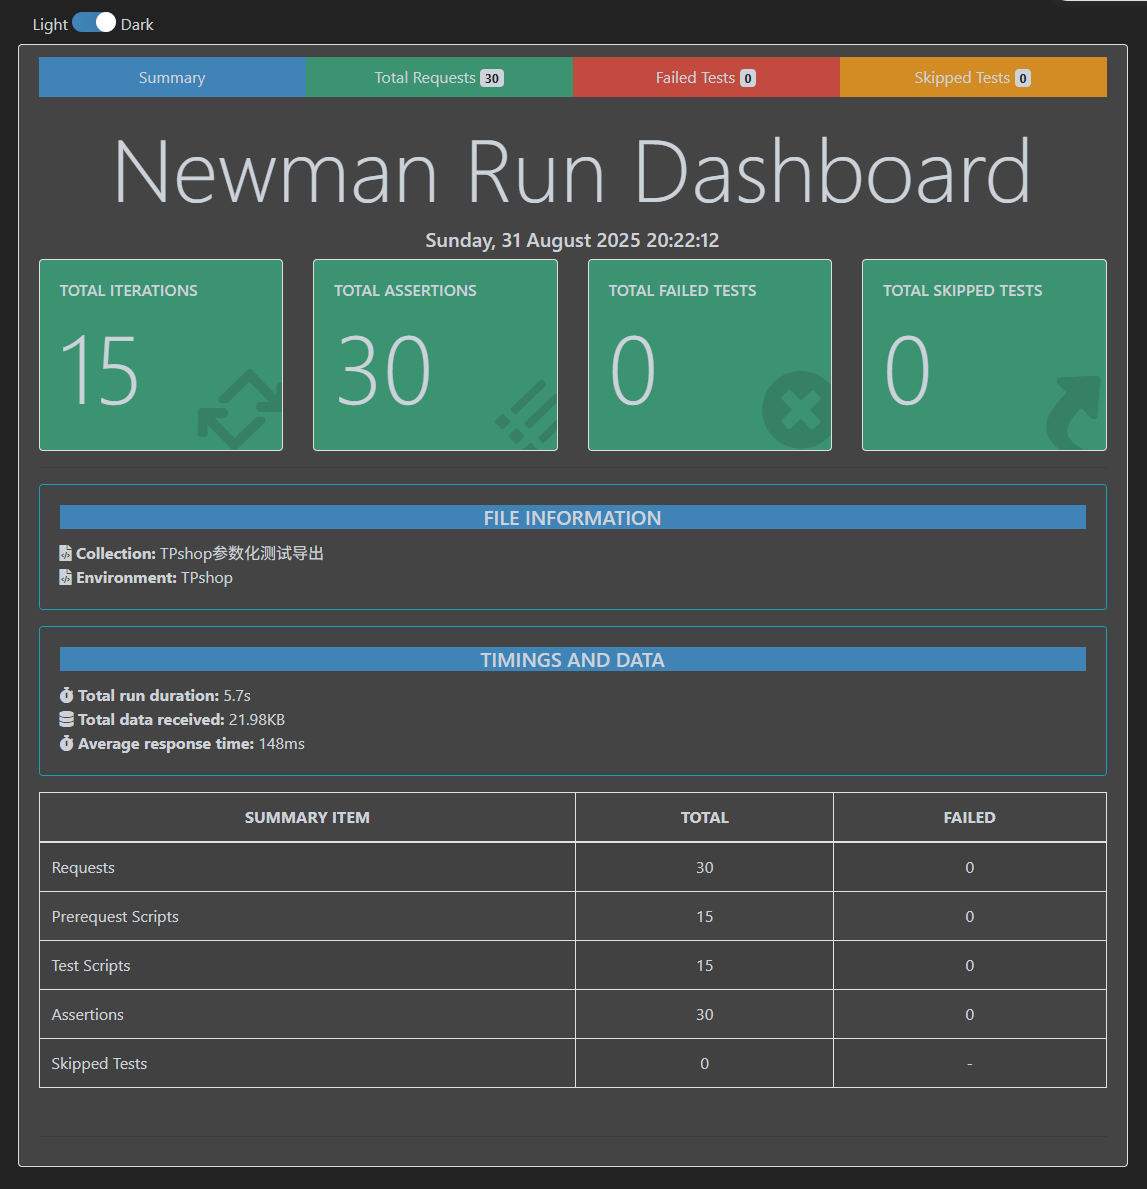 Light Dark
Summary Total Requests 30 Failed Tests 0 Skipped Tests 0
Newman Run Dashboard
Sunday, 31 August 2025 20:22:12
TOTAL ITERATIONS
15
TOTAL ASSERTIONS
30
TOTAL FAILED TESTS
0
TOTAL SKIPPED TESTS
0
FILE INFORMATION
Collection: TPshop参数化测试导出
Environment: TPshop
TIMINGS AND DATA
Total run duration: 5.7s
Total data received: 21.98KB
Average response time: 148ms
SUMMARY ITEM TOTAL FAILED
Requests 30 0
Prerequest Scripts 15 0
Test Scripts 15 0
Assertions 30 0
Skipped Tests 0 -